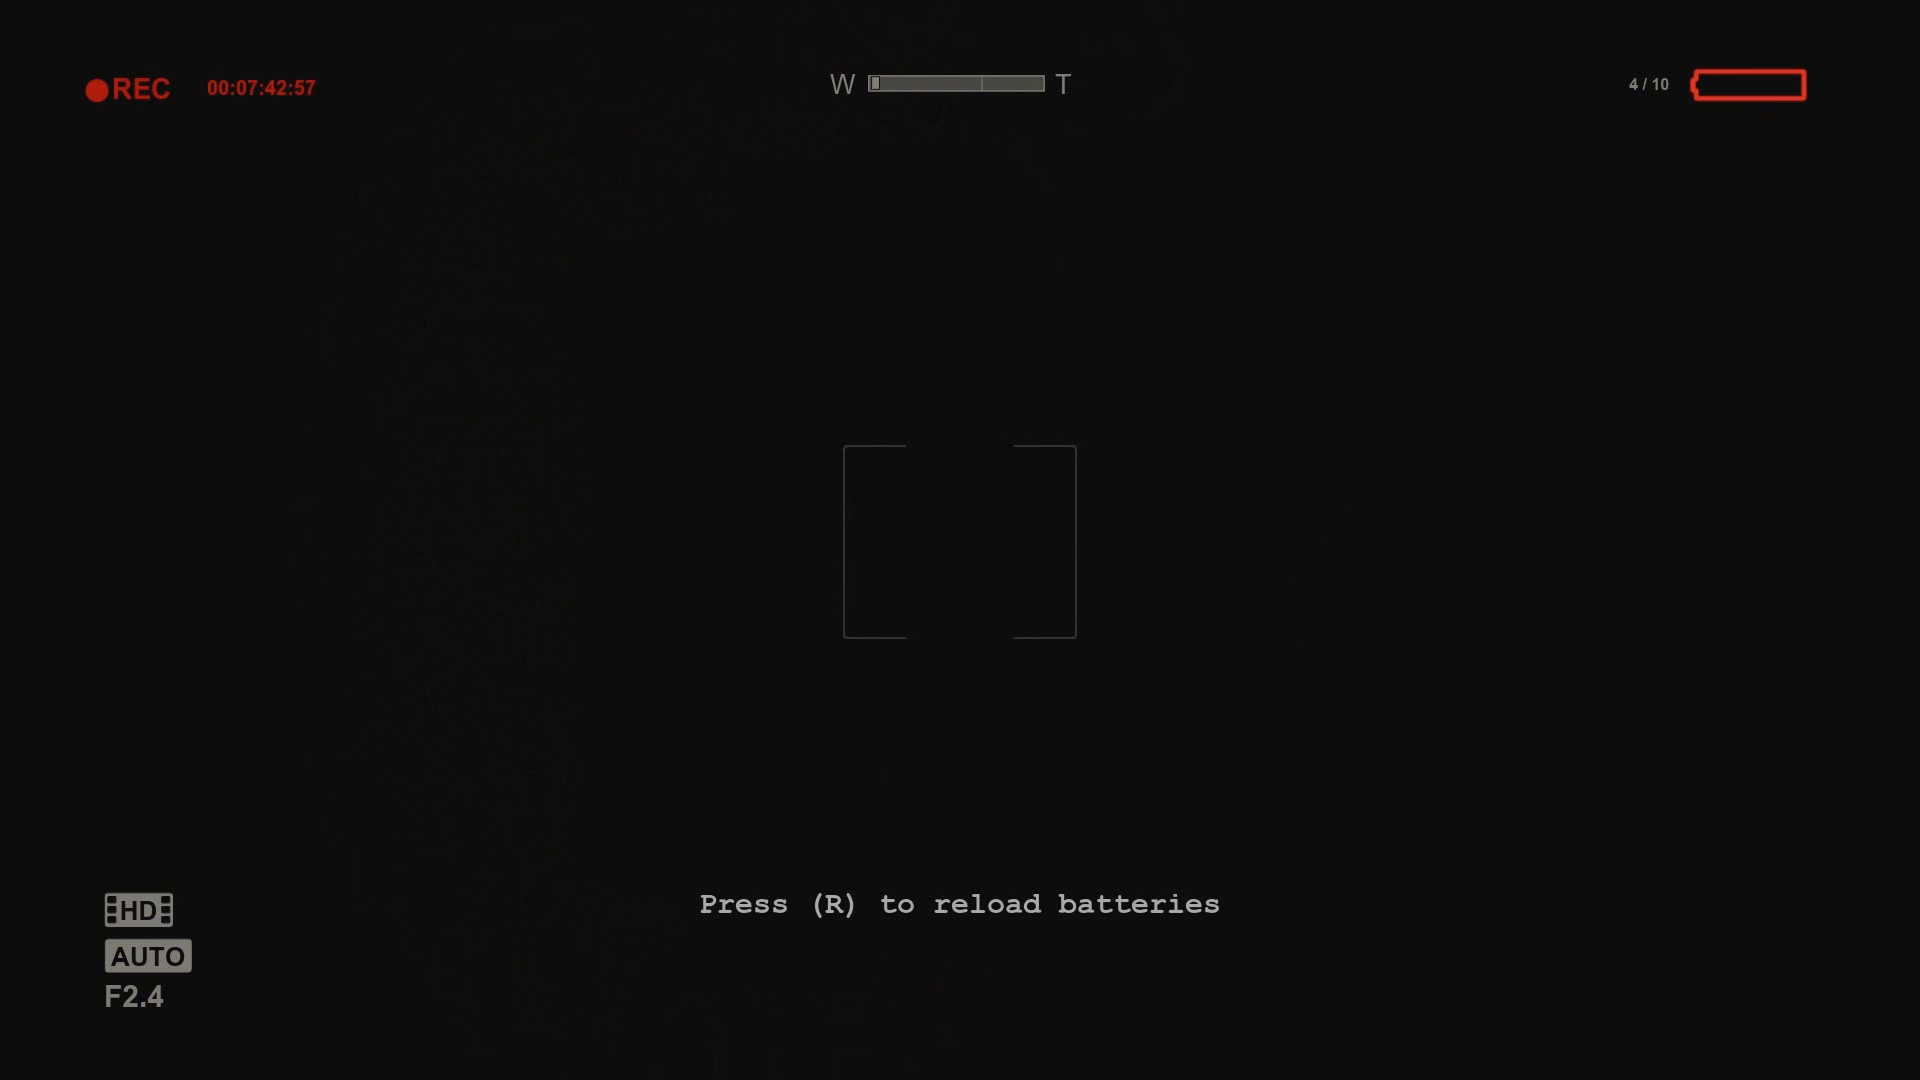 REC 00:07:42:57 W T 4 / 10
Press (R) to reload batteries
HD
AUTO
F2.4